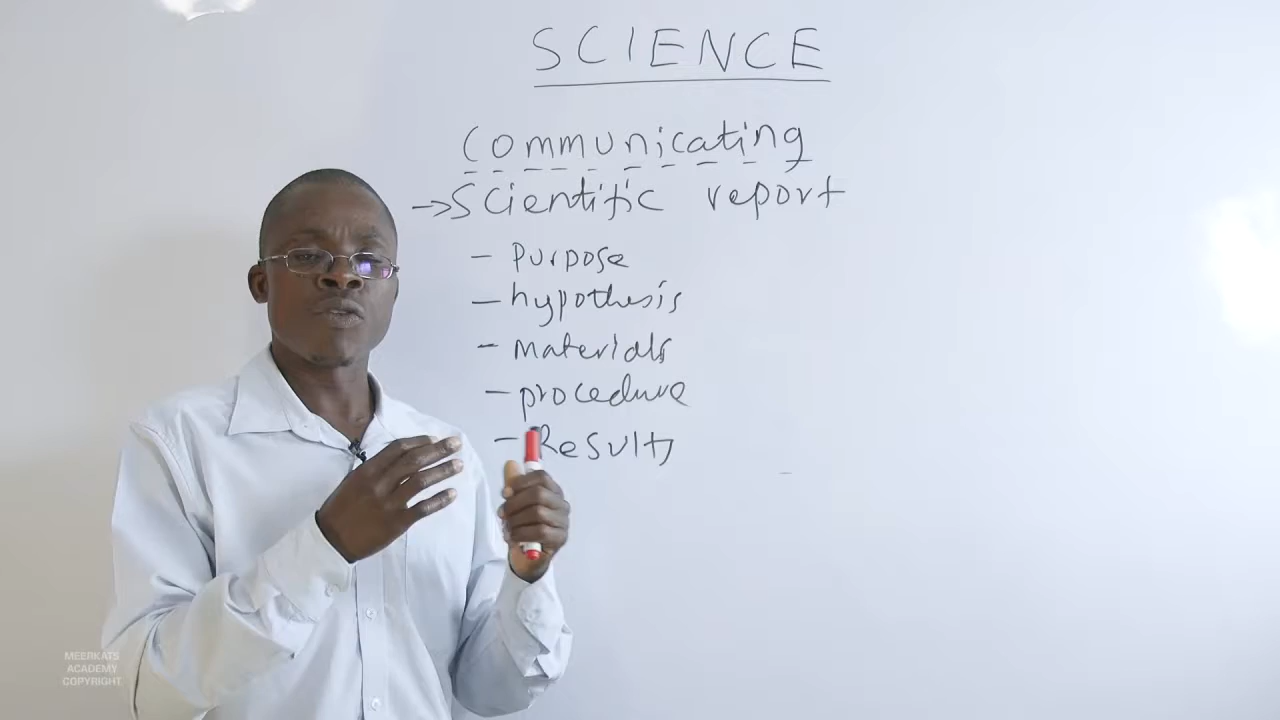 SCIENCE
Communicating
→ Scientific report
- Purpose
- hypothesis
- materials
- procedure
- Results
MEERKATS
ACADEMY
COPYRIGHT